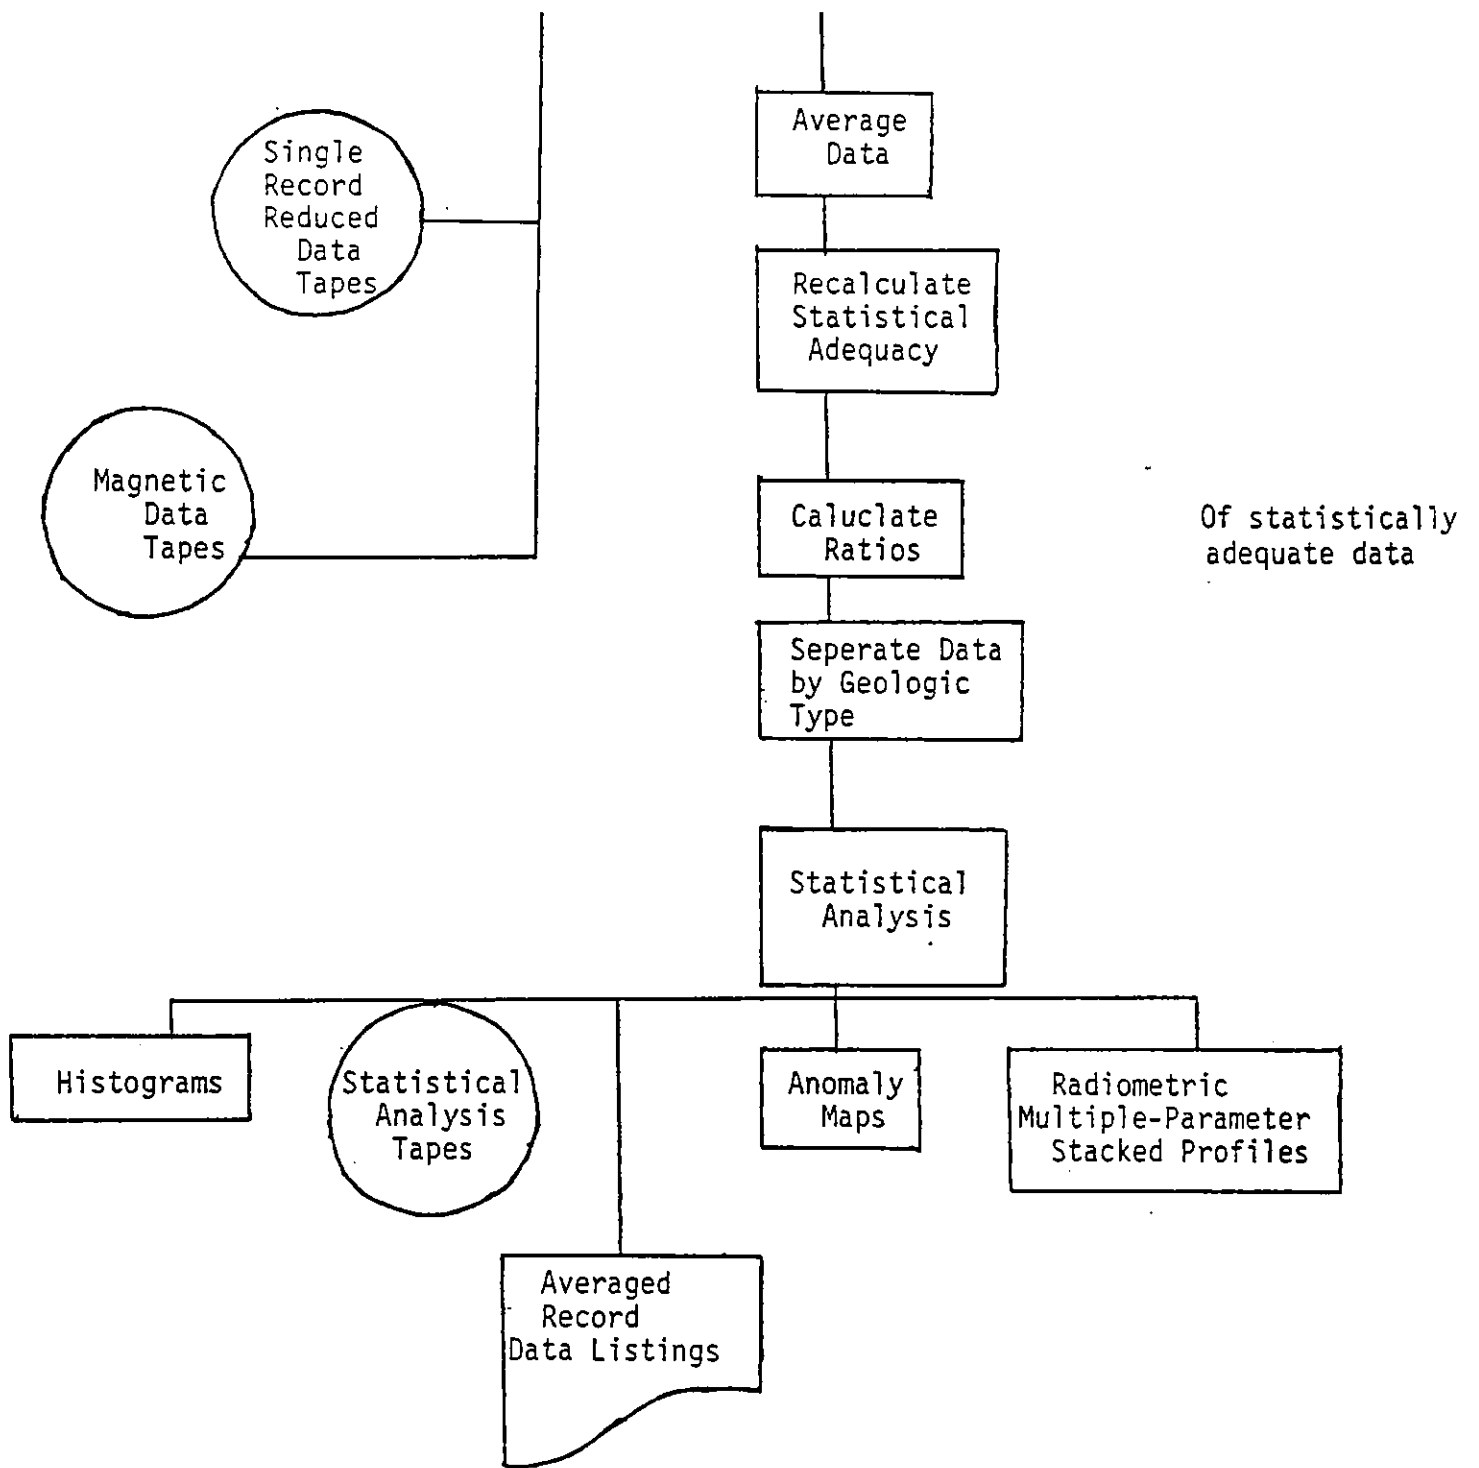 Average
Data
Single
Record
Reduced
Data
Tapes
Recalculate
Statistical
Adequacy
Magnetic
Data
Tapes
Caluclate
Ratios
Of statistically
adequate data
Seperate Data
by Geologic
Type
Statistical
Analysis
Histograms
Statistical
Analysis
Tapes
Anomaly
Maps
Radiometric
Multiple-Parameter
Stacked Profiles
Averaged
Record
Data Listings